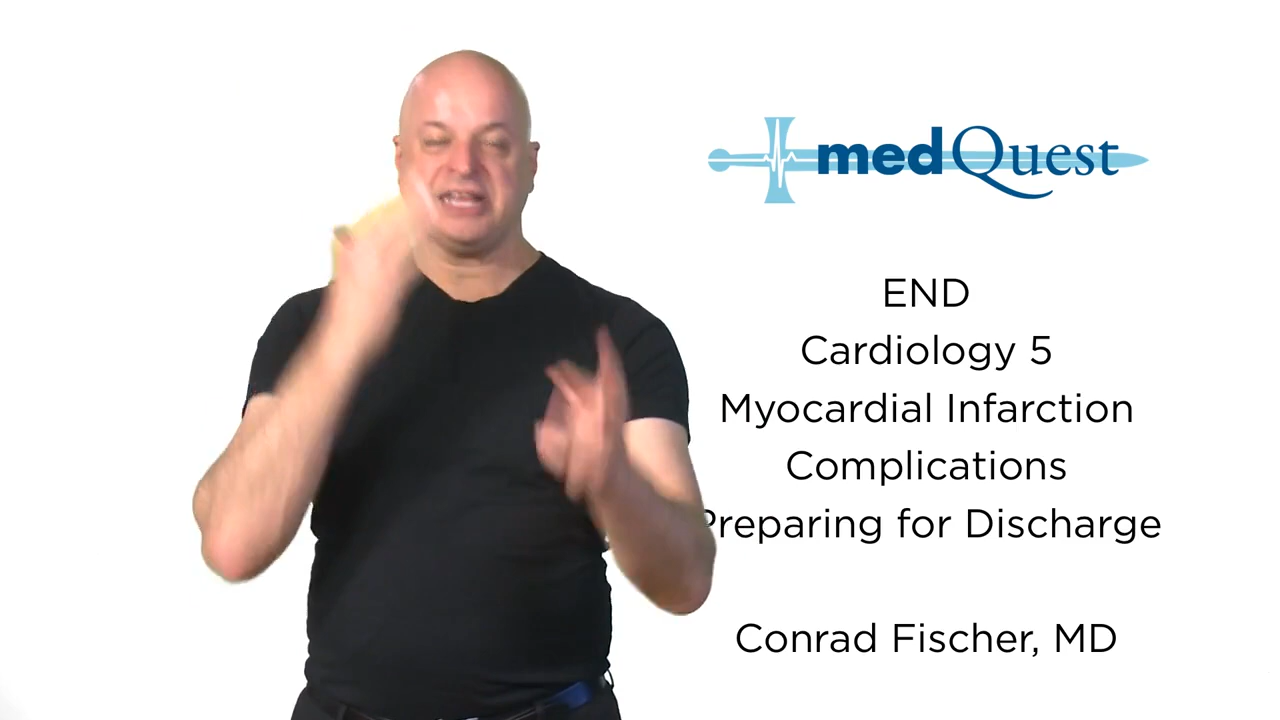 medQuest
END
Cardiology 5
Myocardial Infarction
Complications
Preparing for Discharge
Conrad Fischer, MD